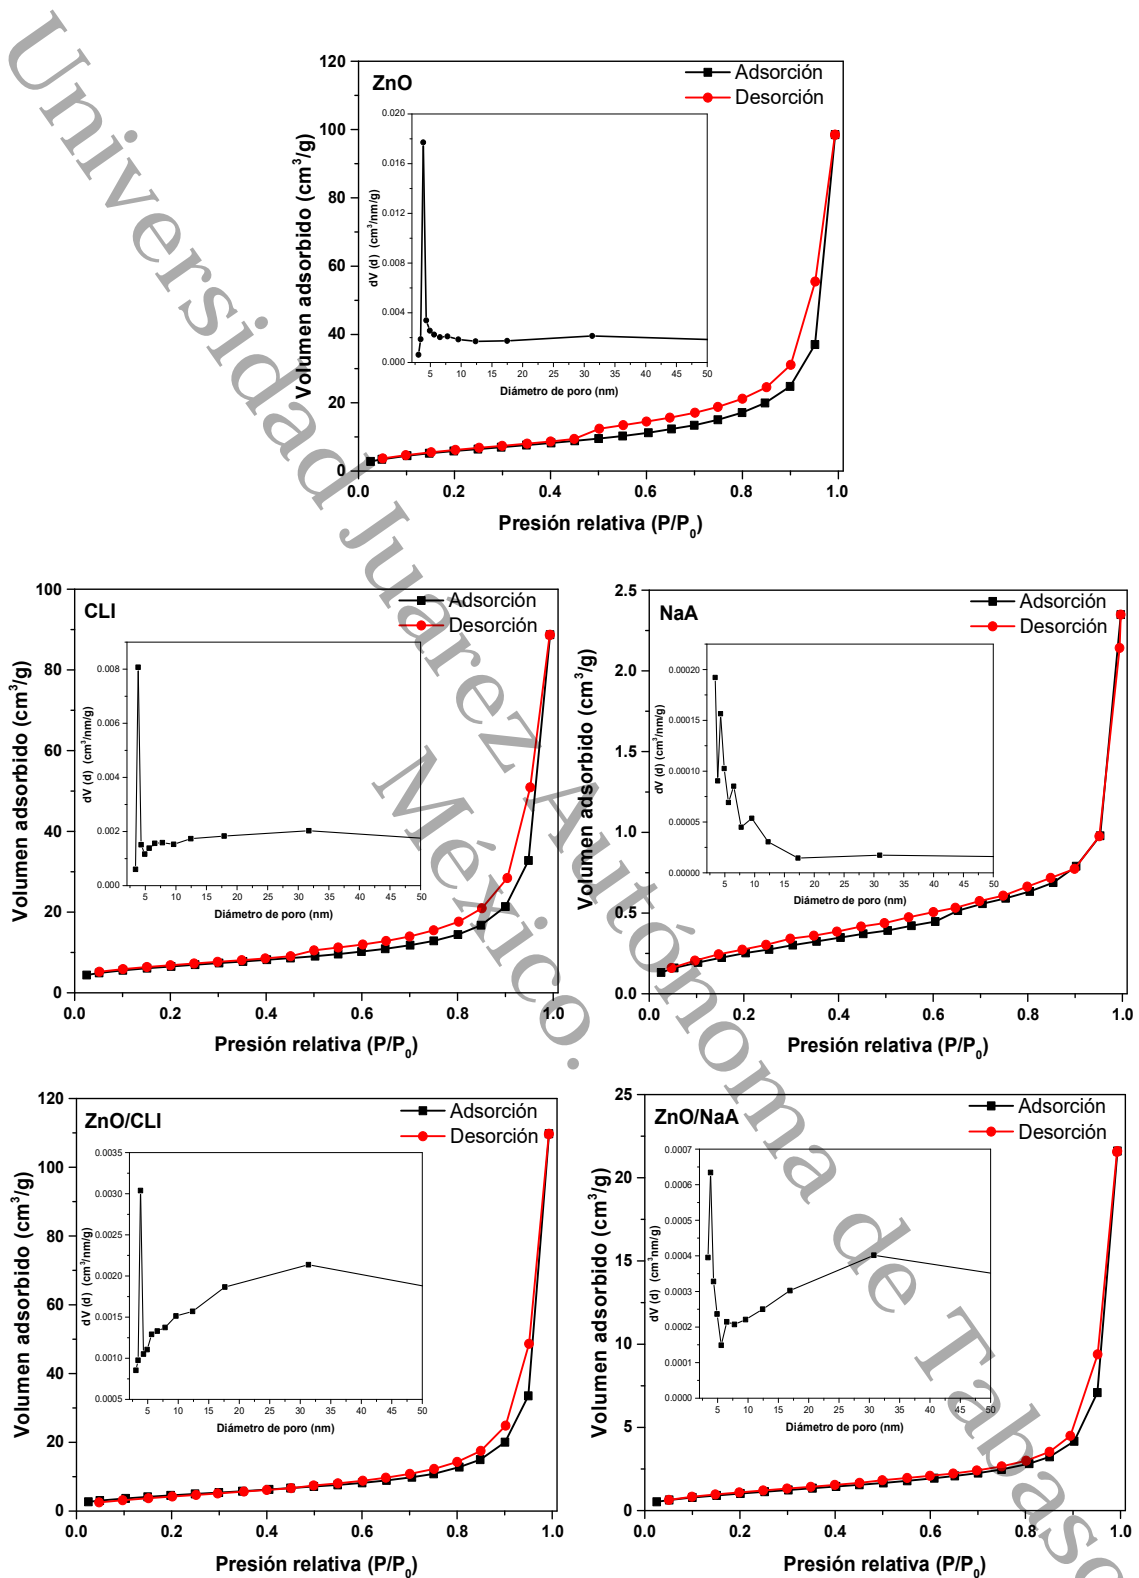 Universidad Juárez Autónoma de Tabasco.
México.
ZnO
Adsorción
Desorción
Volumen adsorbido (cm³/g)
120
100
80
60
40
20
0
0.0 0.2 0.4 0.6 0.8 1.0
Presión relativa (P/P₀)
dV (d) (cm³/nm/g)
0.020
0.016
0.012
0.008
0.004
0.000
5 10 15 20 25 30 35 40 45 50
Diámetro de poro (nm)
CLI
Adsorción
Desorción
Volumen adsorbido (cm³/g)
100
80
60
40
20
0
0.0 0.2 0.4 0.6 0.8 1.0
Presión relativa (P/P₀)
dV (d) (cm³/nm/g)
0.008
0.006
0.004
0.002
0.000
5 10 15 20 25 30 35 40 45 50
Diámetro de poro (nm)
NaA
Adsorción
Desorción
Volumen adsorbido (cm³/g)
2.5
2.0
1.5
1.0
0.5
0.0
0.0 0.2 0.4 0.6 0.8 1.0
Presión relativa (P/P₀)
dV (d) (cm³/nm/g)
0.00020
0.00015
0.00010
0.00005
0.00000
5 10 15 20 25 30 35 40 45 50
Diámetro de poro (nm)
ZnO/CLI
Adsorción
Desorción
Volumen adsorbido (cm³/g)
120
100
80
60
40
20
0
0.0 0.2 0.4 0.6 0.8 1.0
Presión relativa (P/P₀)
dV (d) (cm³/nm/g)
0.0035
0.0030
0.0025
0.0020
0.0015
0.0010
0.0005
5 10 15 20 25 30 35 40 45 50
Diámetro de poro (nm)
ZnO/NaA
Adsorción
Desorción
Volumen adsorbido (cm³/g)
25
20
15
10
5
0
0.0 0.2 0.4 0.6 0.8 1.0
Presión relativa (P/P₀)
dV (d) (cm³nm/g)
0.0007
0.0006
0.0005
0.0004
0.0003
0.0002
0.0001
0.0000
5 10 15 20 25 30 35 40 45 50
Diámetro de poro (nm)